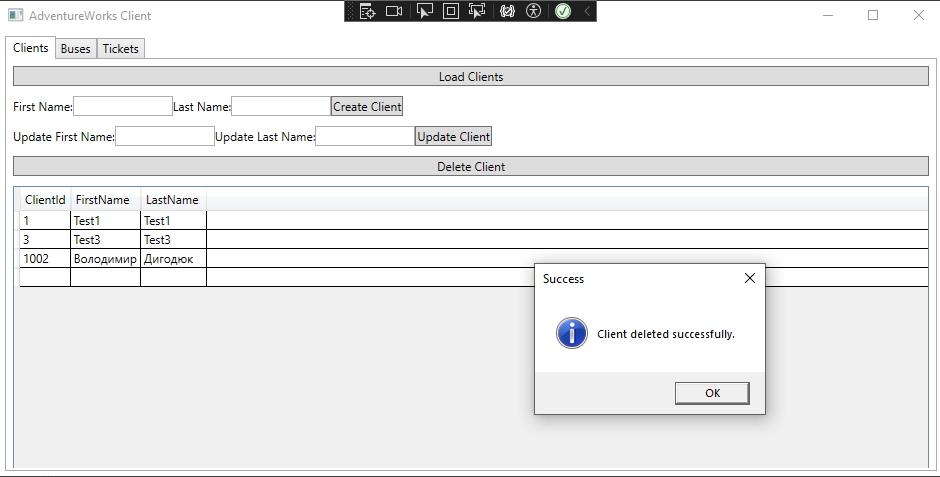 AdventureWorks Client
Clients Buses Tickets
Load Clients
First Name: Last Name: Create Client
Update First Name: Update Last Name: Update Client
Delete Client
ClientId FirstName LastName
1 Test1 Test1
3 Test3 Test3
1002 Володимир Дигодюк
Success
Client deleted successfully.
OK